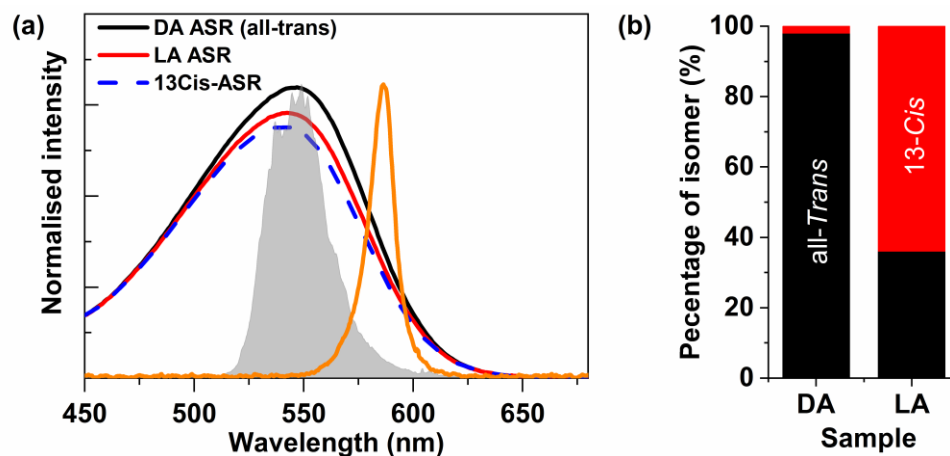 (a)
DA ASR (all-trans)
LA ASR
13Cis-ASR
Normalised intensity
450 500 550 600 650
Wavelength (nm)
(b)
Pecentage of isomer (%)
100
80
60
40
20
0
all-Trans
13-Cis
DA LA
Sample